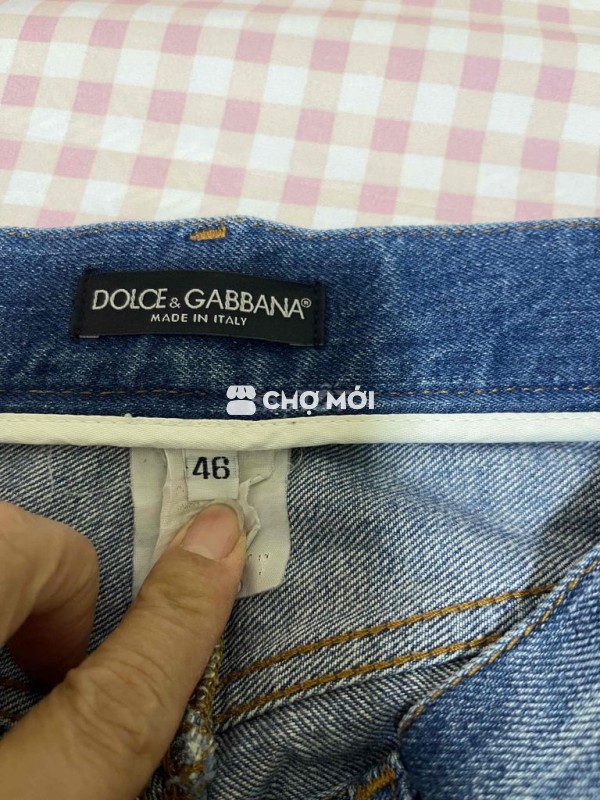 DOLCE & GABBANA®
MADE IN ITALY
CHỢ MỚI
46